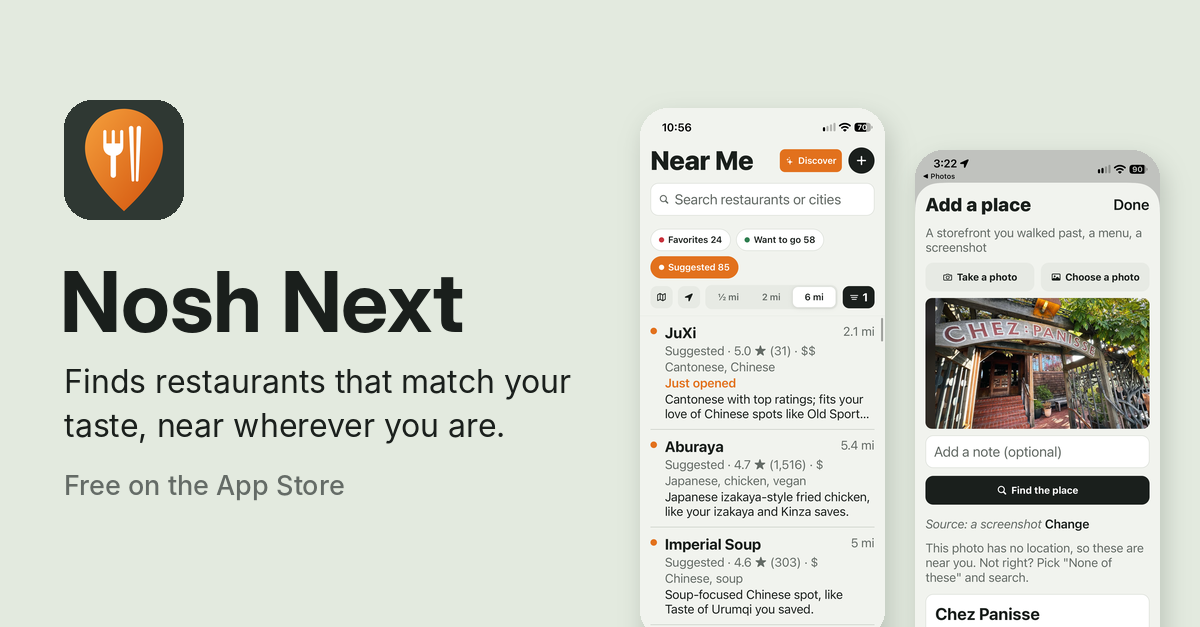 Nosh Next
Finds restaurants that match your
taste, near wherever you are.
Free on the App Store
10:56
70
Near Me
Discover
Search restaurants or cities
Favorites 24
Want to go 58
Suggested 85
½ mi
2 mi
6 mi
1
JuXi
2.1 mi
Suggested · 5.0 ★ (31) · $$
Cantonese, Chinese
Just opened
Cantonese with top ratings; fits your
love of Chinese spots like Old Sport...
Aburaya
5.4 mi
Suggested · 4.7 ★ (1,516) · $
Japanese, chicken, vegan
Japanese izakaya-style fried chicken,
like your izakaya and Kinza saves.
Imperial Soup
5 mi
Suggested · 4.6 ★ (303) · $
Chinese, soup
Soup-focused Chinese spot, like
Taste of Urumqi you saved.
3:22
90
◀ Photos
Add a place
Done
A storefront you walked past, a menu, a
screenshot
Take a photo
Choose a photo
CHEZ:PANISSE
Add a note (optional)
Find the place
Source: a screenshot Change
This photo has no location, so these are
near you. Not right? Pick "None of
these" and search.
Chez Panisse